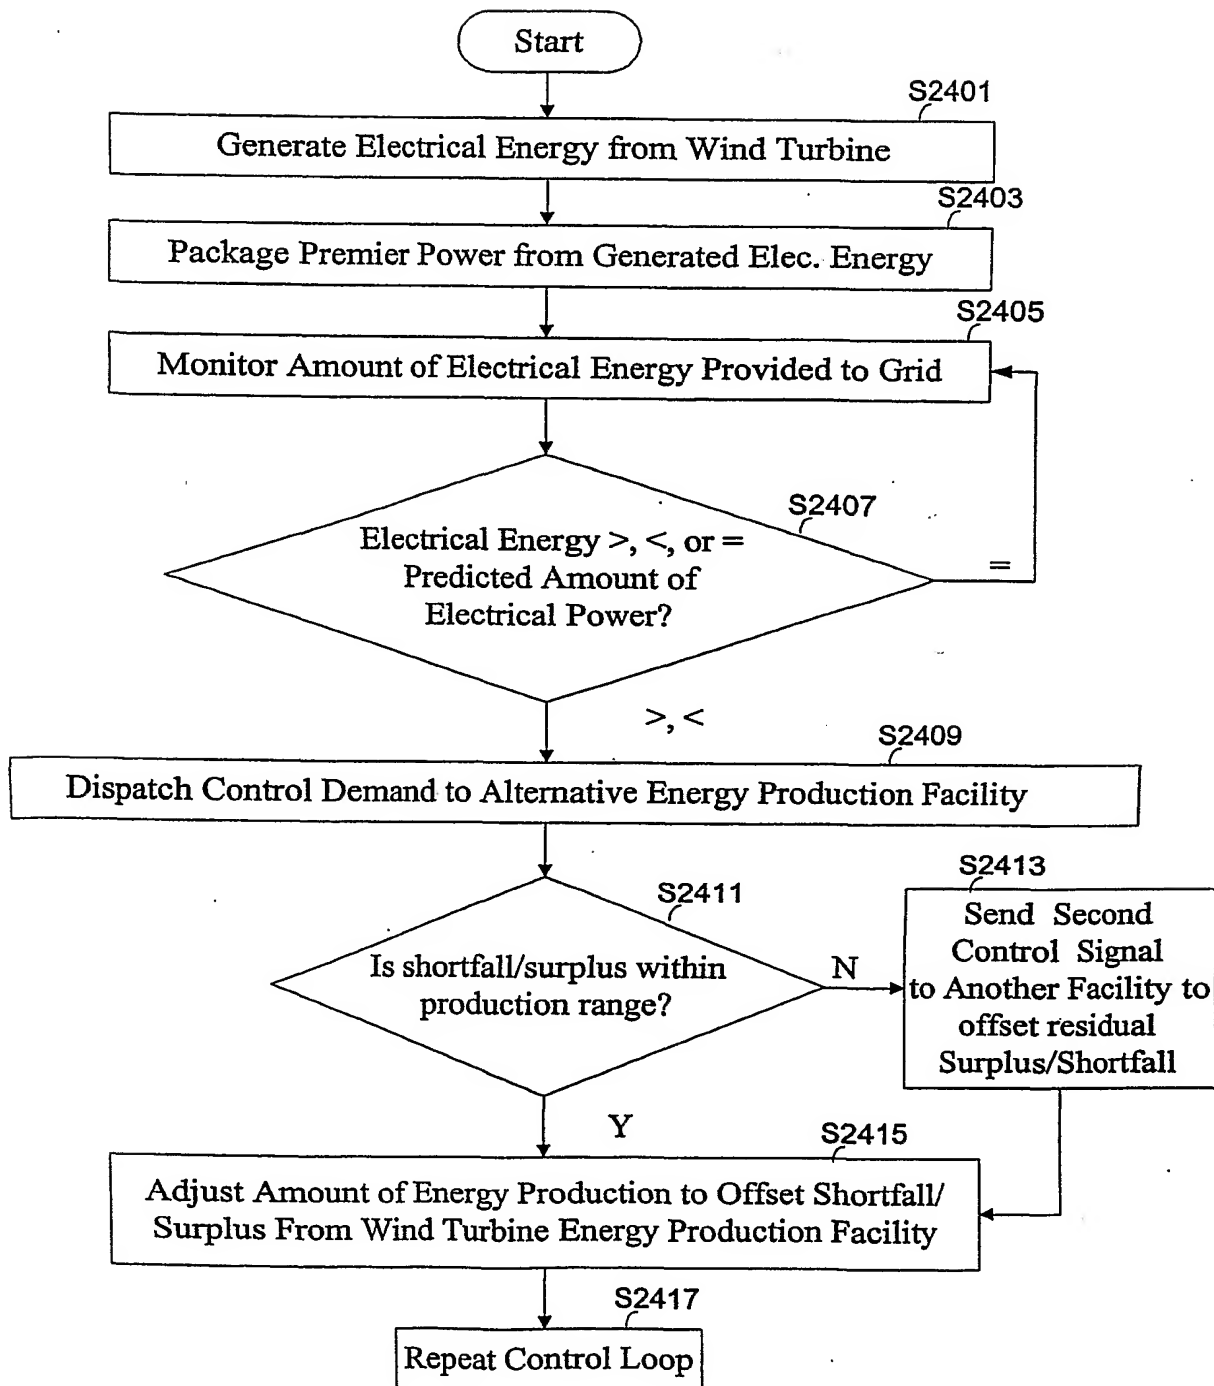 Start
S2401
Generate Electrical Energy from Wind Turbine
S2403
Package Premier Power from Generated Elec. Energy
S2405
Monitor Amount of Electrical Energy Provided to Grid
S2407
Electrical Energy >, <, or =
Predicted Amount of
Electrical Power?
=
>, <
S2409
Dispatch Control Demand to Alternative Energy Production Facility
S2411
Is shortfall/surplus within
production range?
N
S2413
Send Second
Control Signal
to Another Facility to
offset residual
Surplus/Shortfall
Y
S2415
Adjust Amount of Energy Production to Offset Shortfall/
Surplus From Wind Turbine Energy Production Facility
S2417
Repeat Control Loop